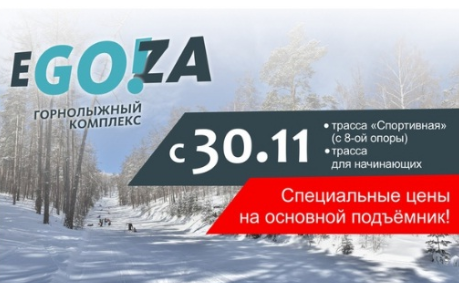 EGO!ZA
ГОРНОЛЫЖНЫЙ
КОМПЛЕКС
с 30.11
• трасса «Спортивная»
(с 8-ой опоры)
• трасса
для начинающих
Специальные цены
на основной подъёмник!